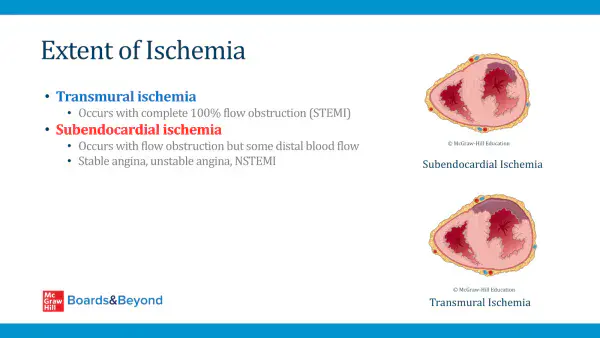 Extent of Ischemia
• Transmural ischemia
• Occurs with complete 100% flow obstruction (STEMI)
• Subendocardial ischemia
• Occurs with flow obstruction but some distal blood flow
• Stable angina, unstable angina, NSTEMI
© McGraw-Hill Education
Subendocardial Ischemia
© McGraw-Hill Education
Transmural Ischemia
Mc
Graw
Hill
Boards&Beyond